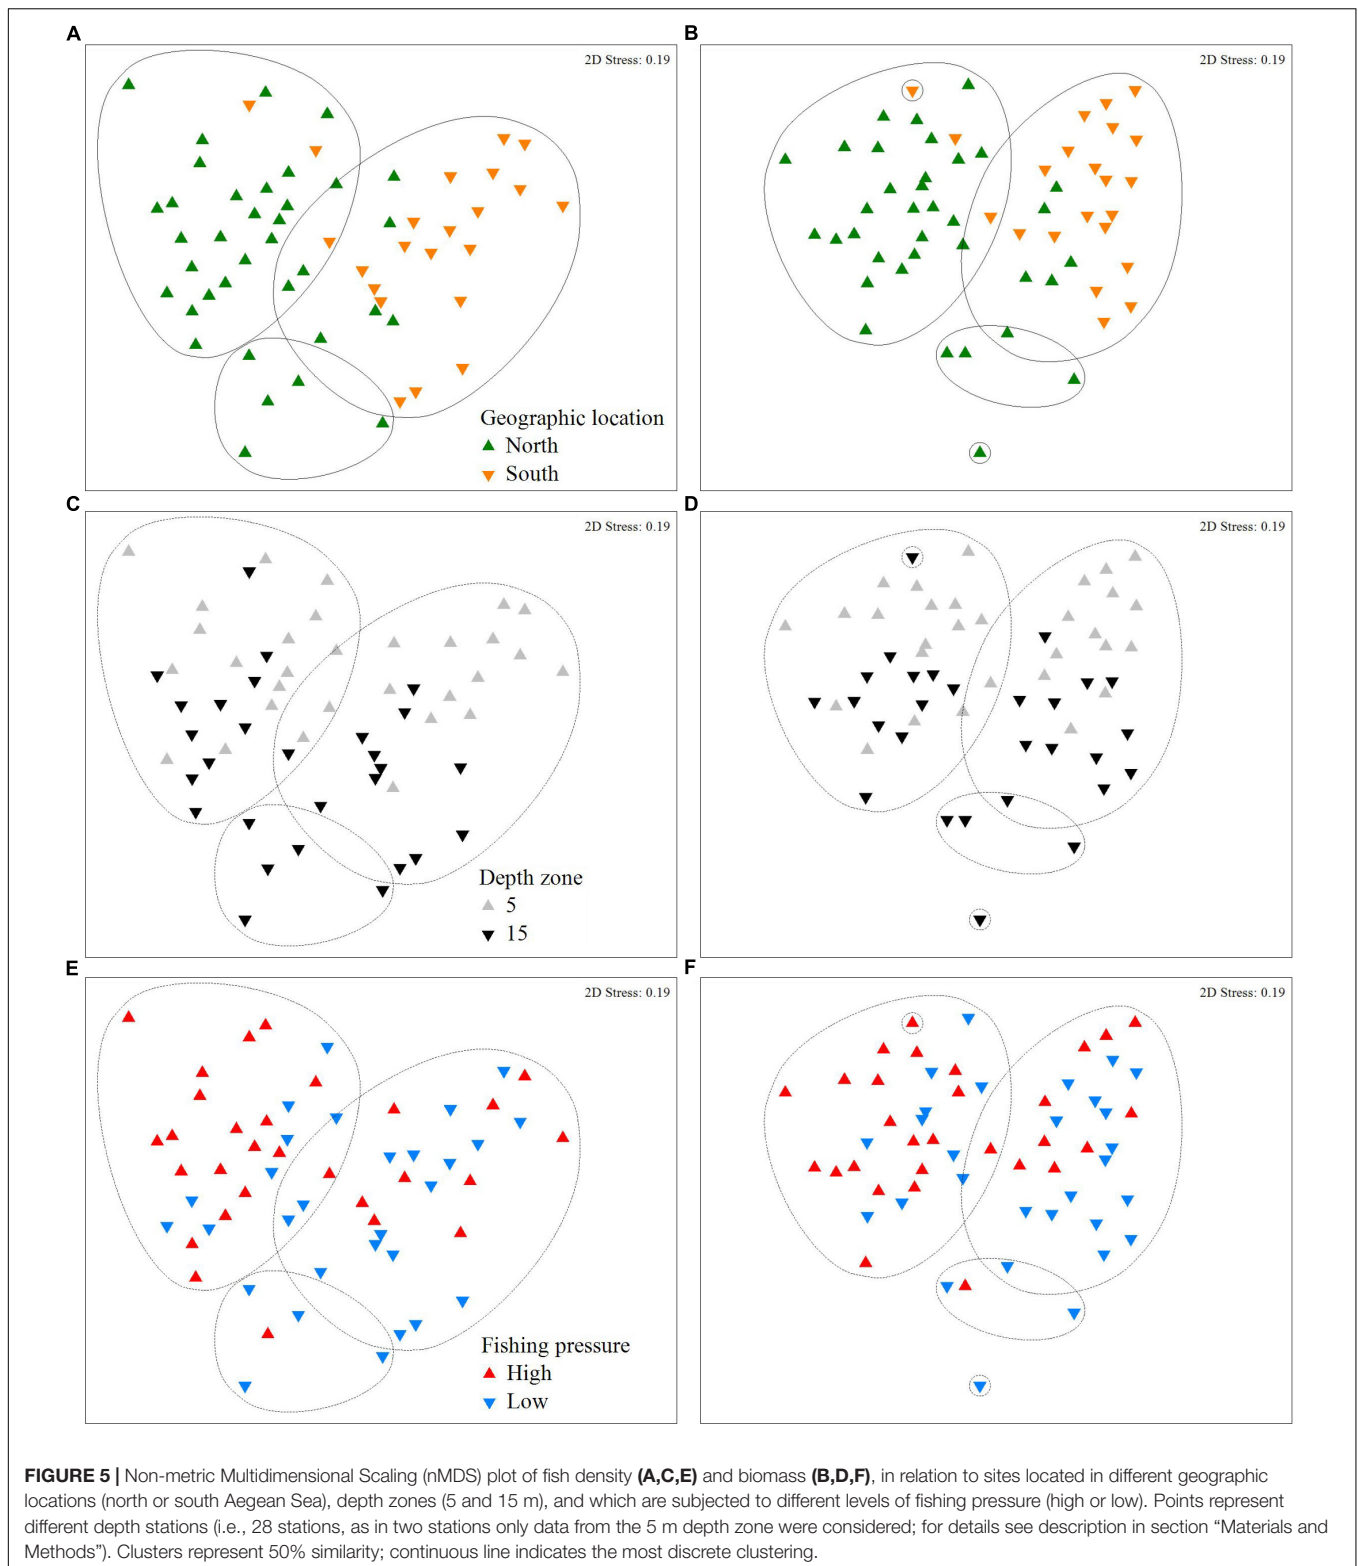 A
B
2D Stress: 0.19
2D Stress: 0.19
Geographic location
North
South
C
D
2D Stress: 0.19
2D Stress: 0.19
Depth zone
5
15
E
F
2D Stress: 0.19
2D Stress: 0.19
Fishing pressure
High
Low
FIGURE 5 | Non-metric Multidimensional Scaling (nMDS) plot of fish density (A,C,E) and biomass (B,D,F), in relation to sites located in different geographic
locations (north or south Aegean Sea), depth zones (5 and 15 m), and which are subjected to different levels of fishing pressure (high or low). Points represent
different depth stations (i.e., 28 stations, as in two stations only data from the 5 m depth zone were considered; for details see description in section “Materials and
Methods”). Clusters represent 50% similarity; continuous line indicates the most discrete clustering.